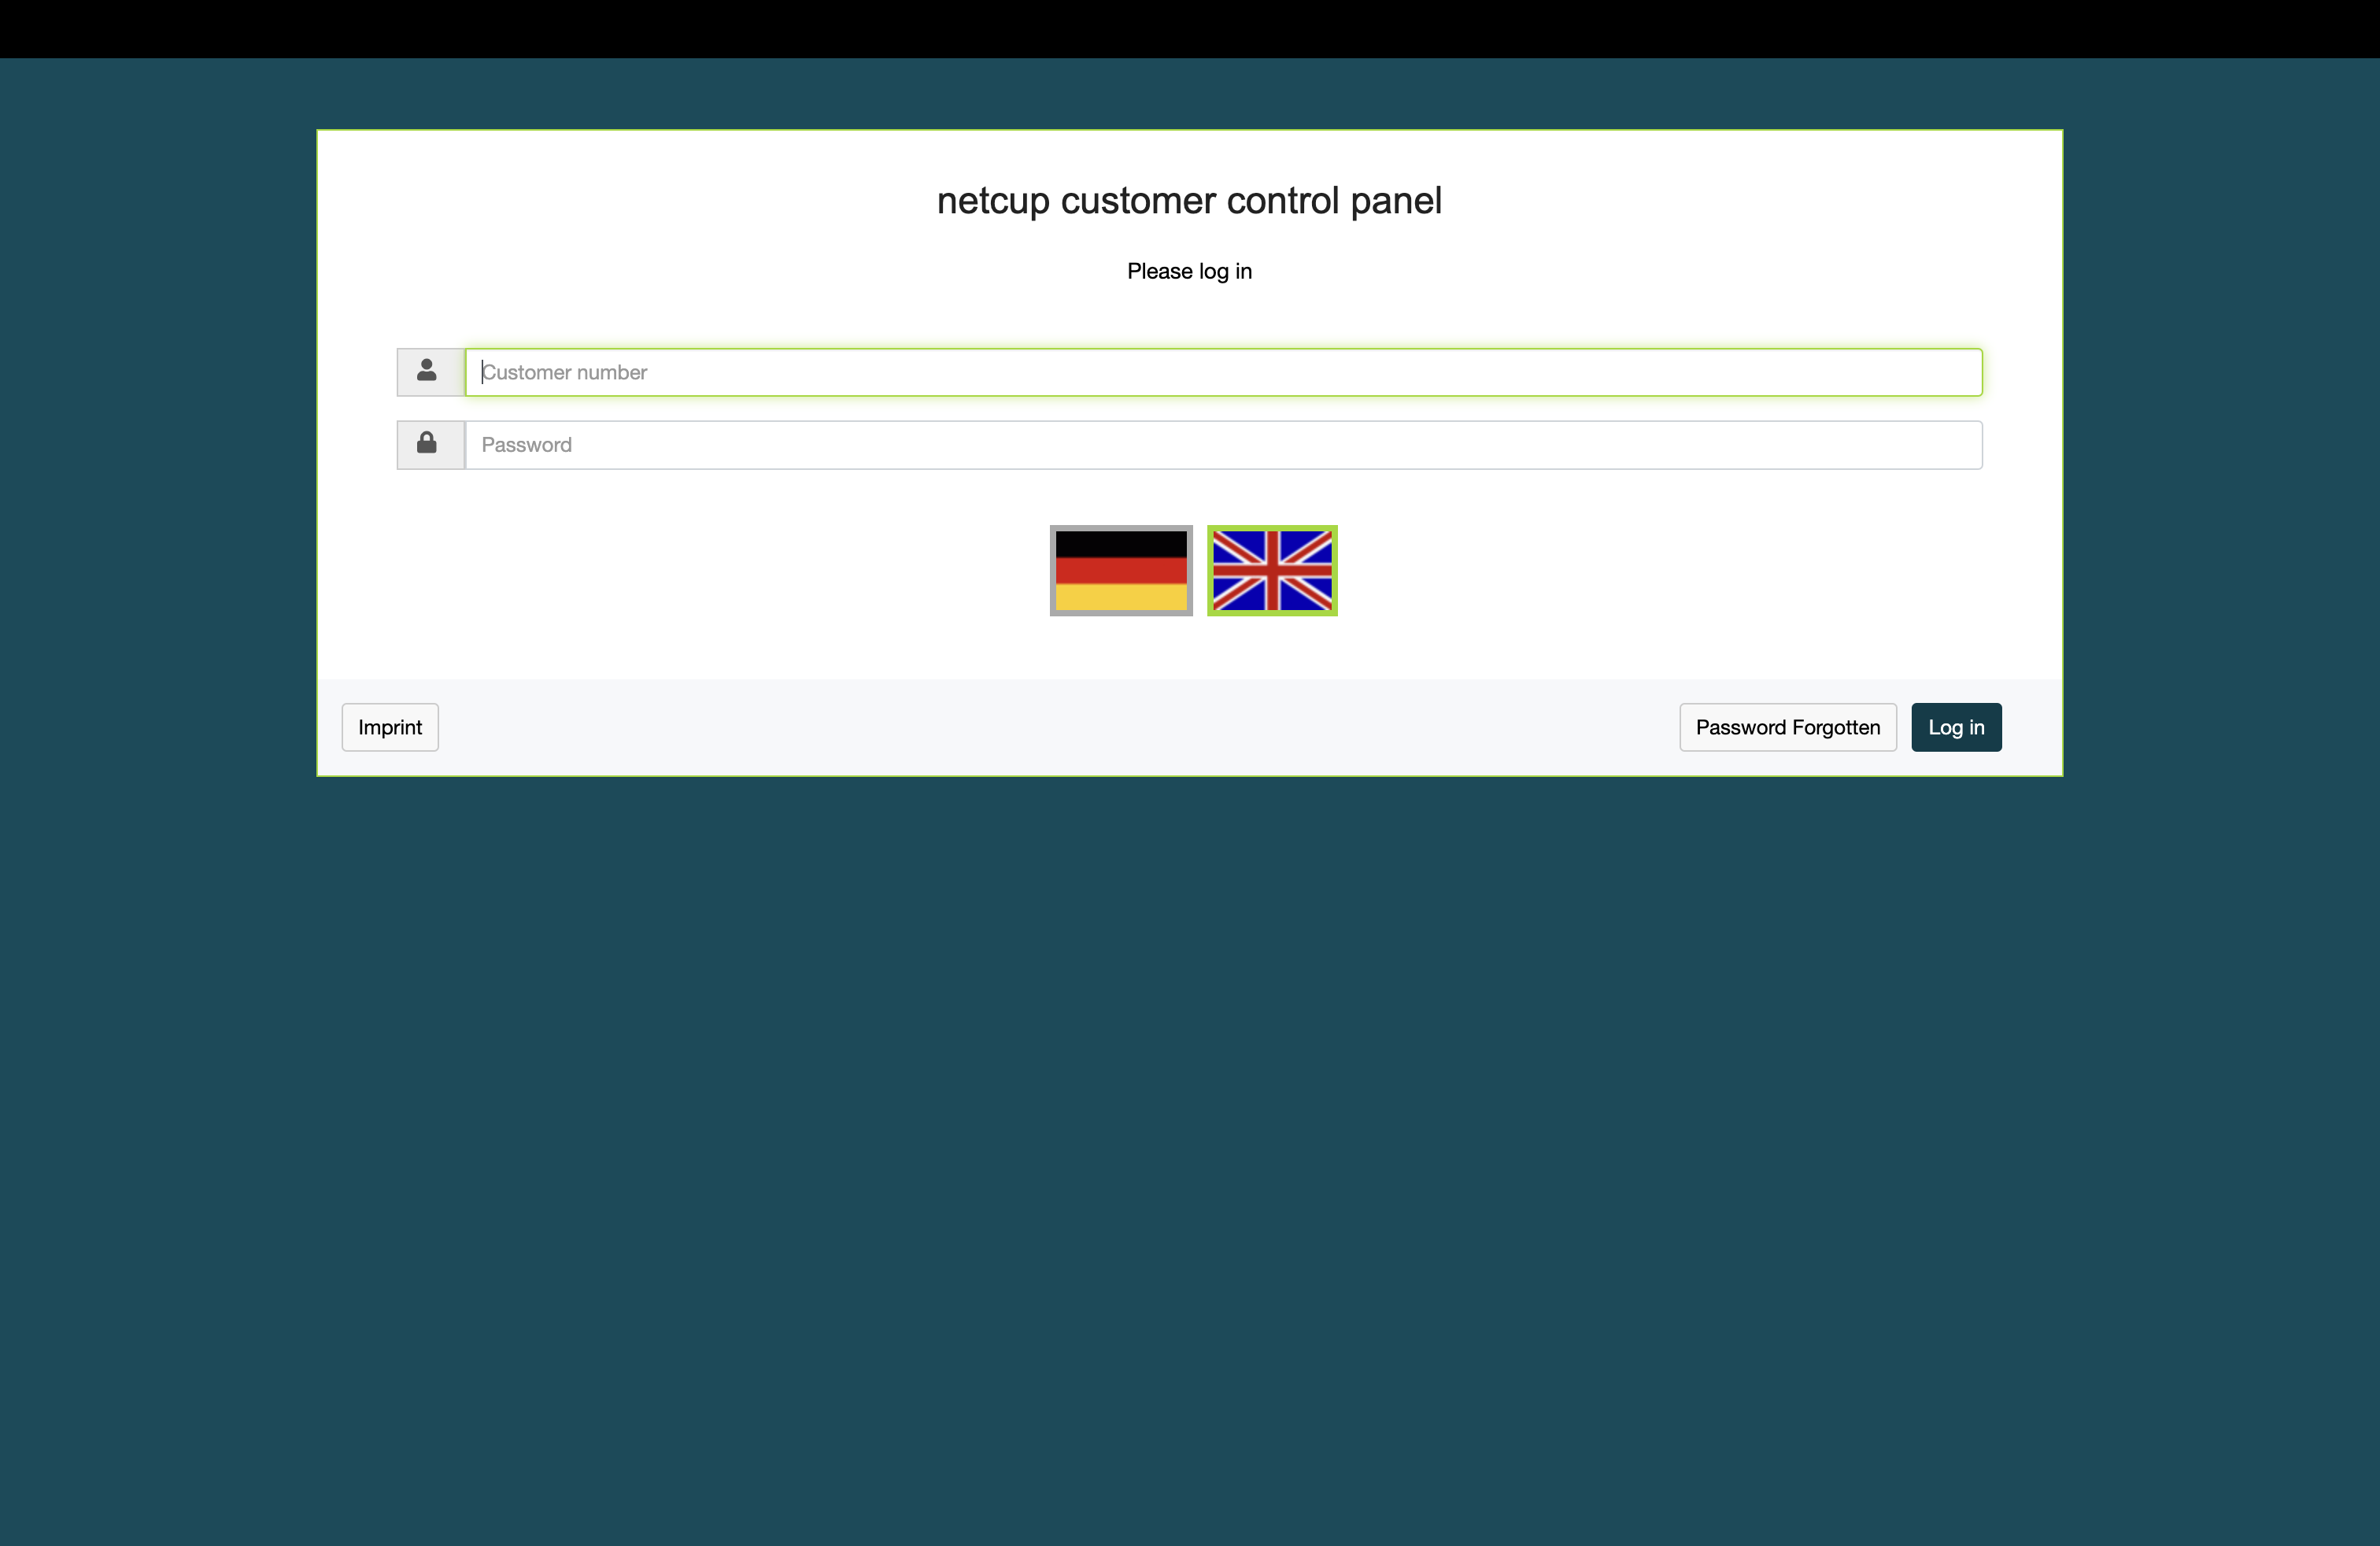 netcup customer control panel
Please log in
Customer number
Password
Imprint
Password Forgotten
Log in